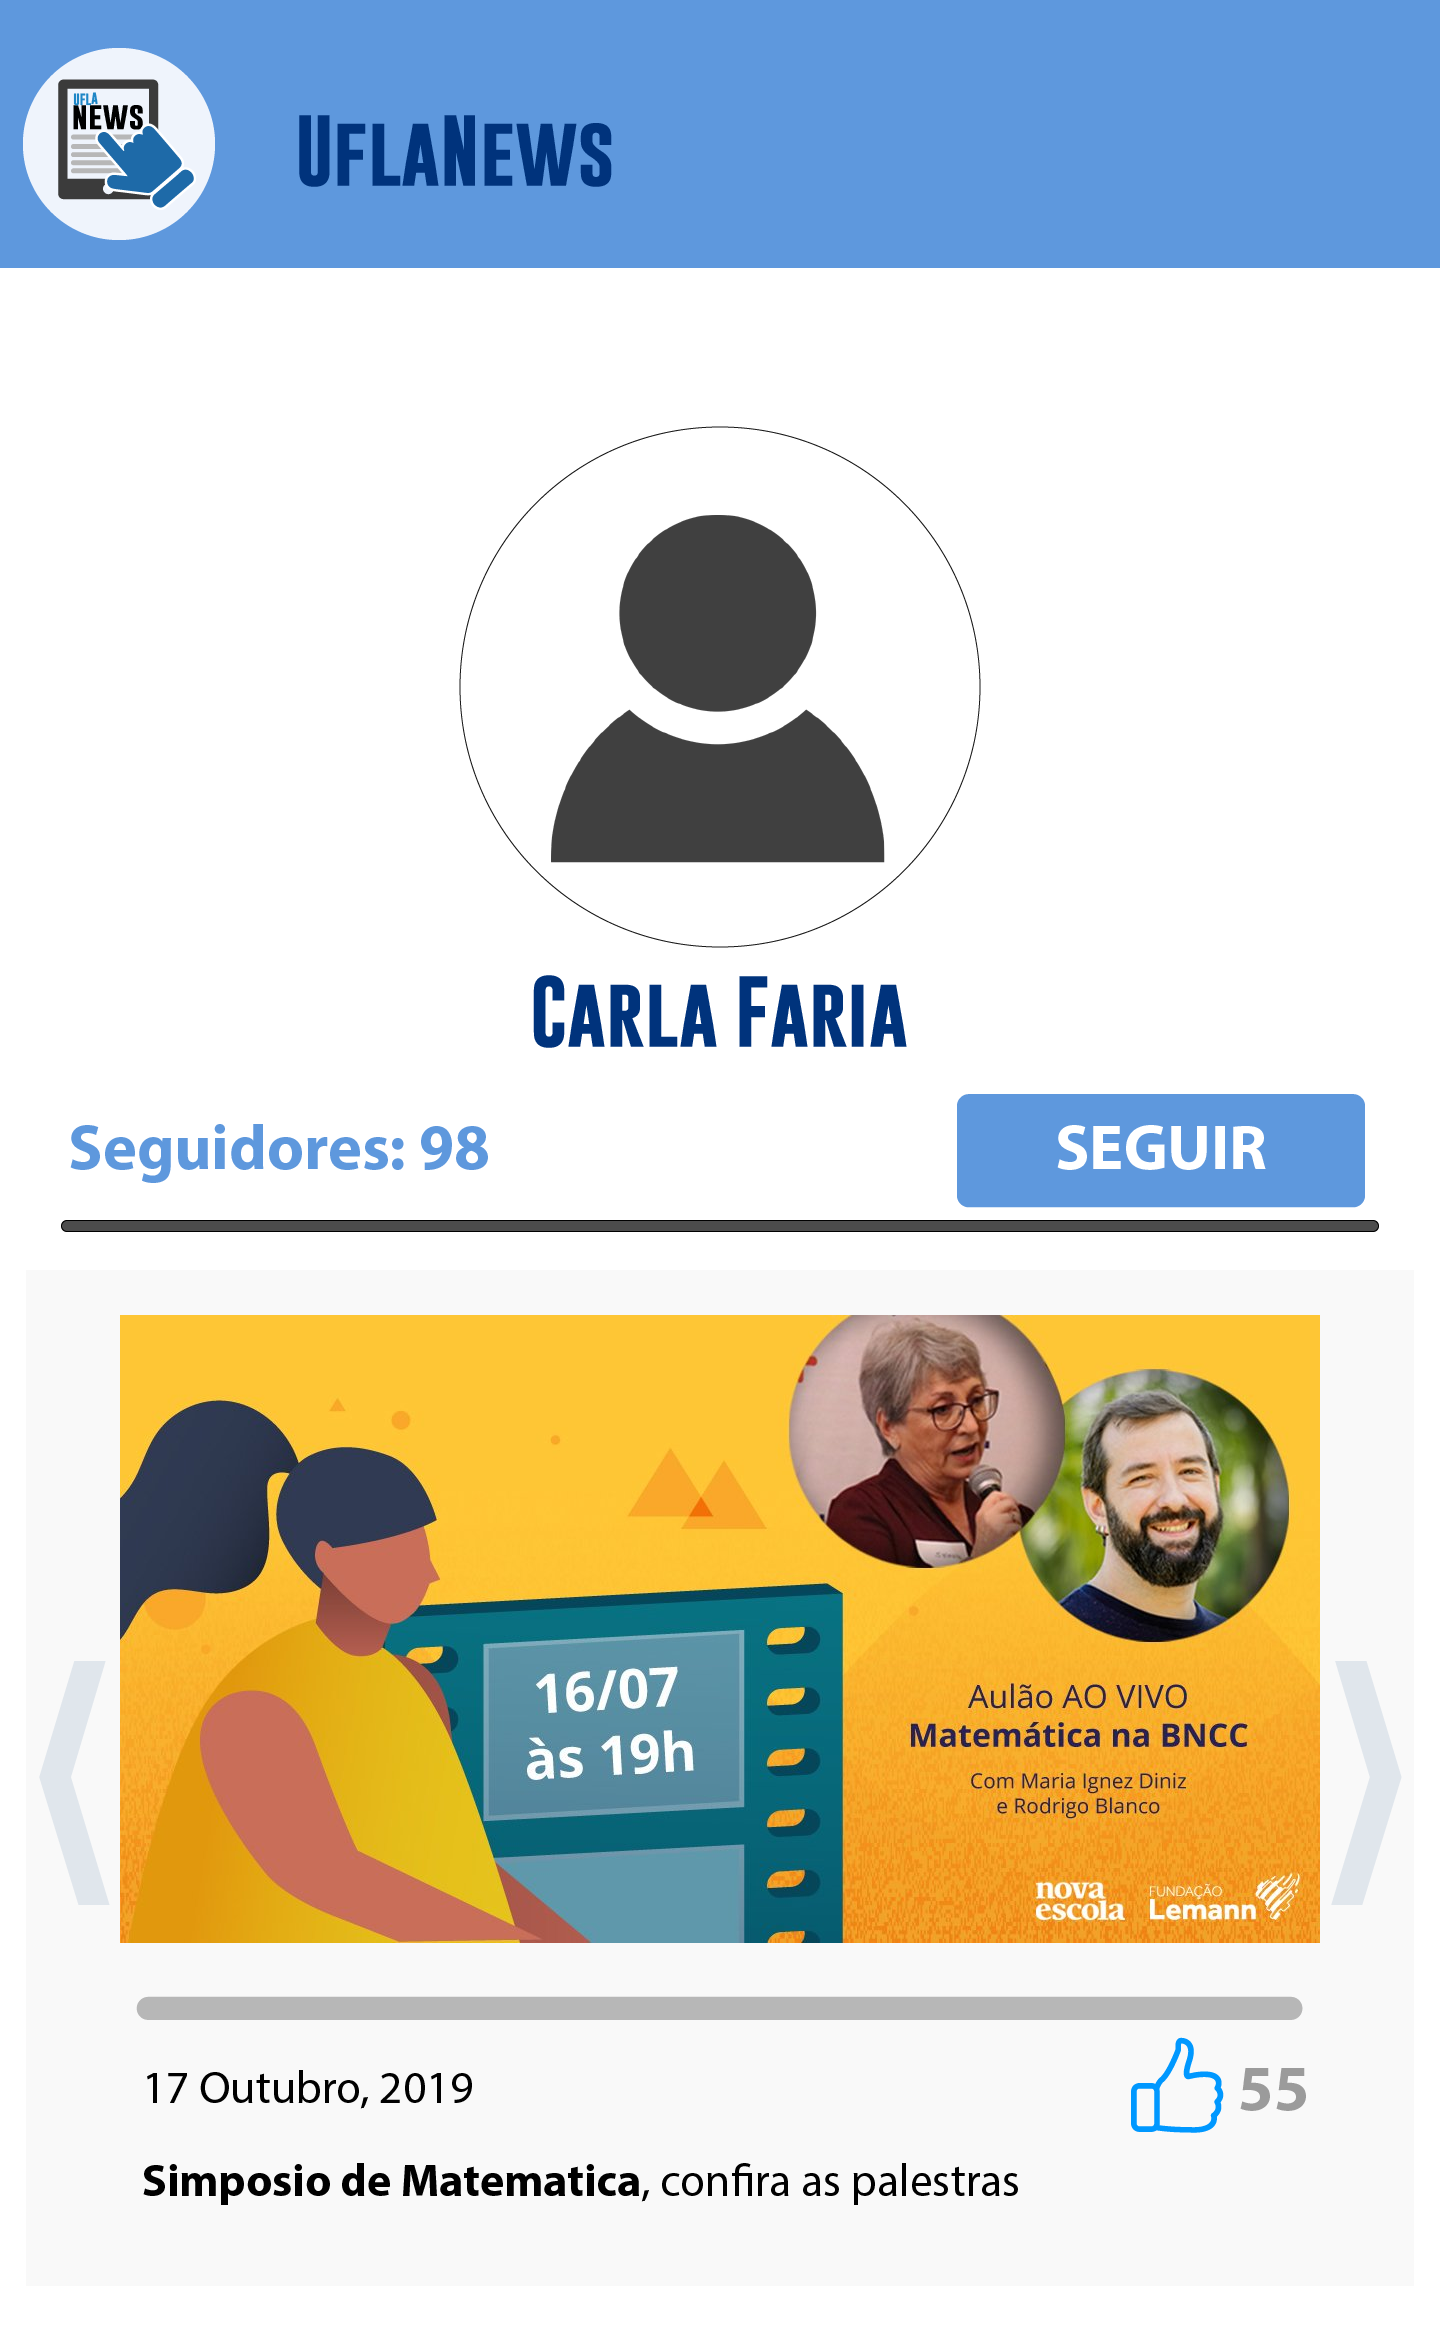 UFLA
NEWS
UflaNews
Carla Faria
Seguidores: 98
SEGUIR
16/07
às 19h
Aulão AO VIVO
Matemática na BNCC
Com Maria Ignez Diniz
e Rodrigo Blanco
nova
escola
FUNDAÇÃO
Lemann
17 Outubro, 2019
55
Simposio de Matematica, confira as palestras